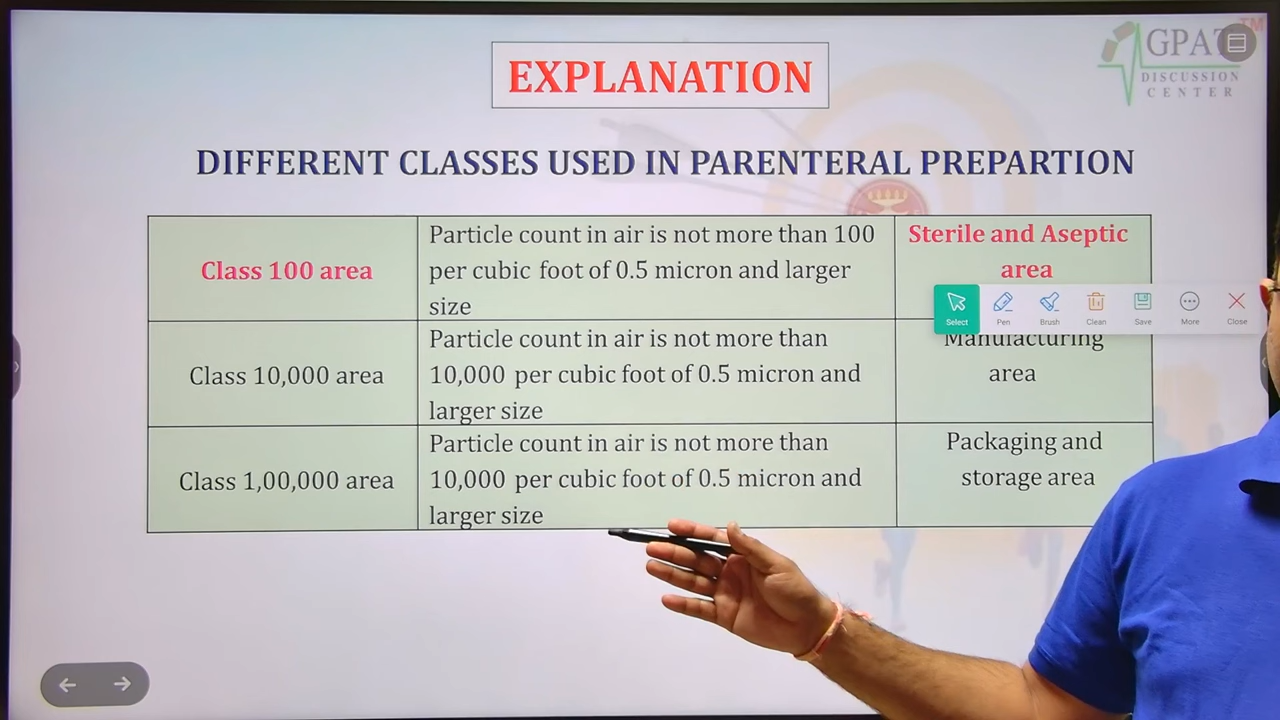 EXPLANATION
GPAT
TM
DISCUSSION
CENTER
DIFFERENT CLASSES USED IN PARENTERAL PREPARTION
Class 100 area
Particle count in air is not more than 100
per cubic foot of 0.5 micron and larger
size
Sterile and Aseptic
area
Select
Pen
Brush
Clean
Save
More
Close
Class 10,000 area
Particle count in air is not more than
10,000 per cubic foot of 0.5 micron and
larger size
Manufacturing
area
Class 1,00,000 area
Particle count in air is not more than
10,000 per cubic foot of 0.5 micron and
larger size
Packaging and
storage area